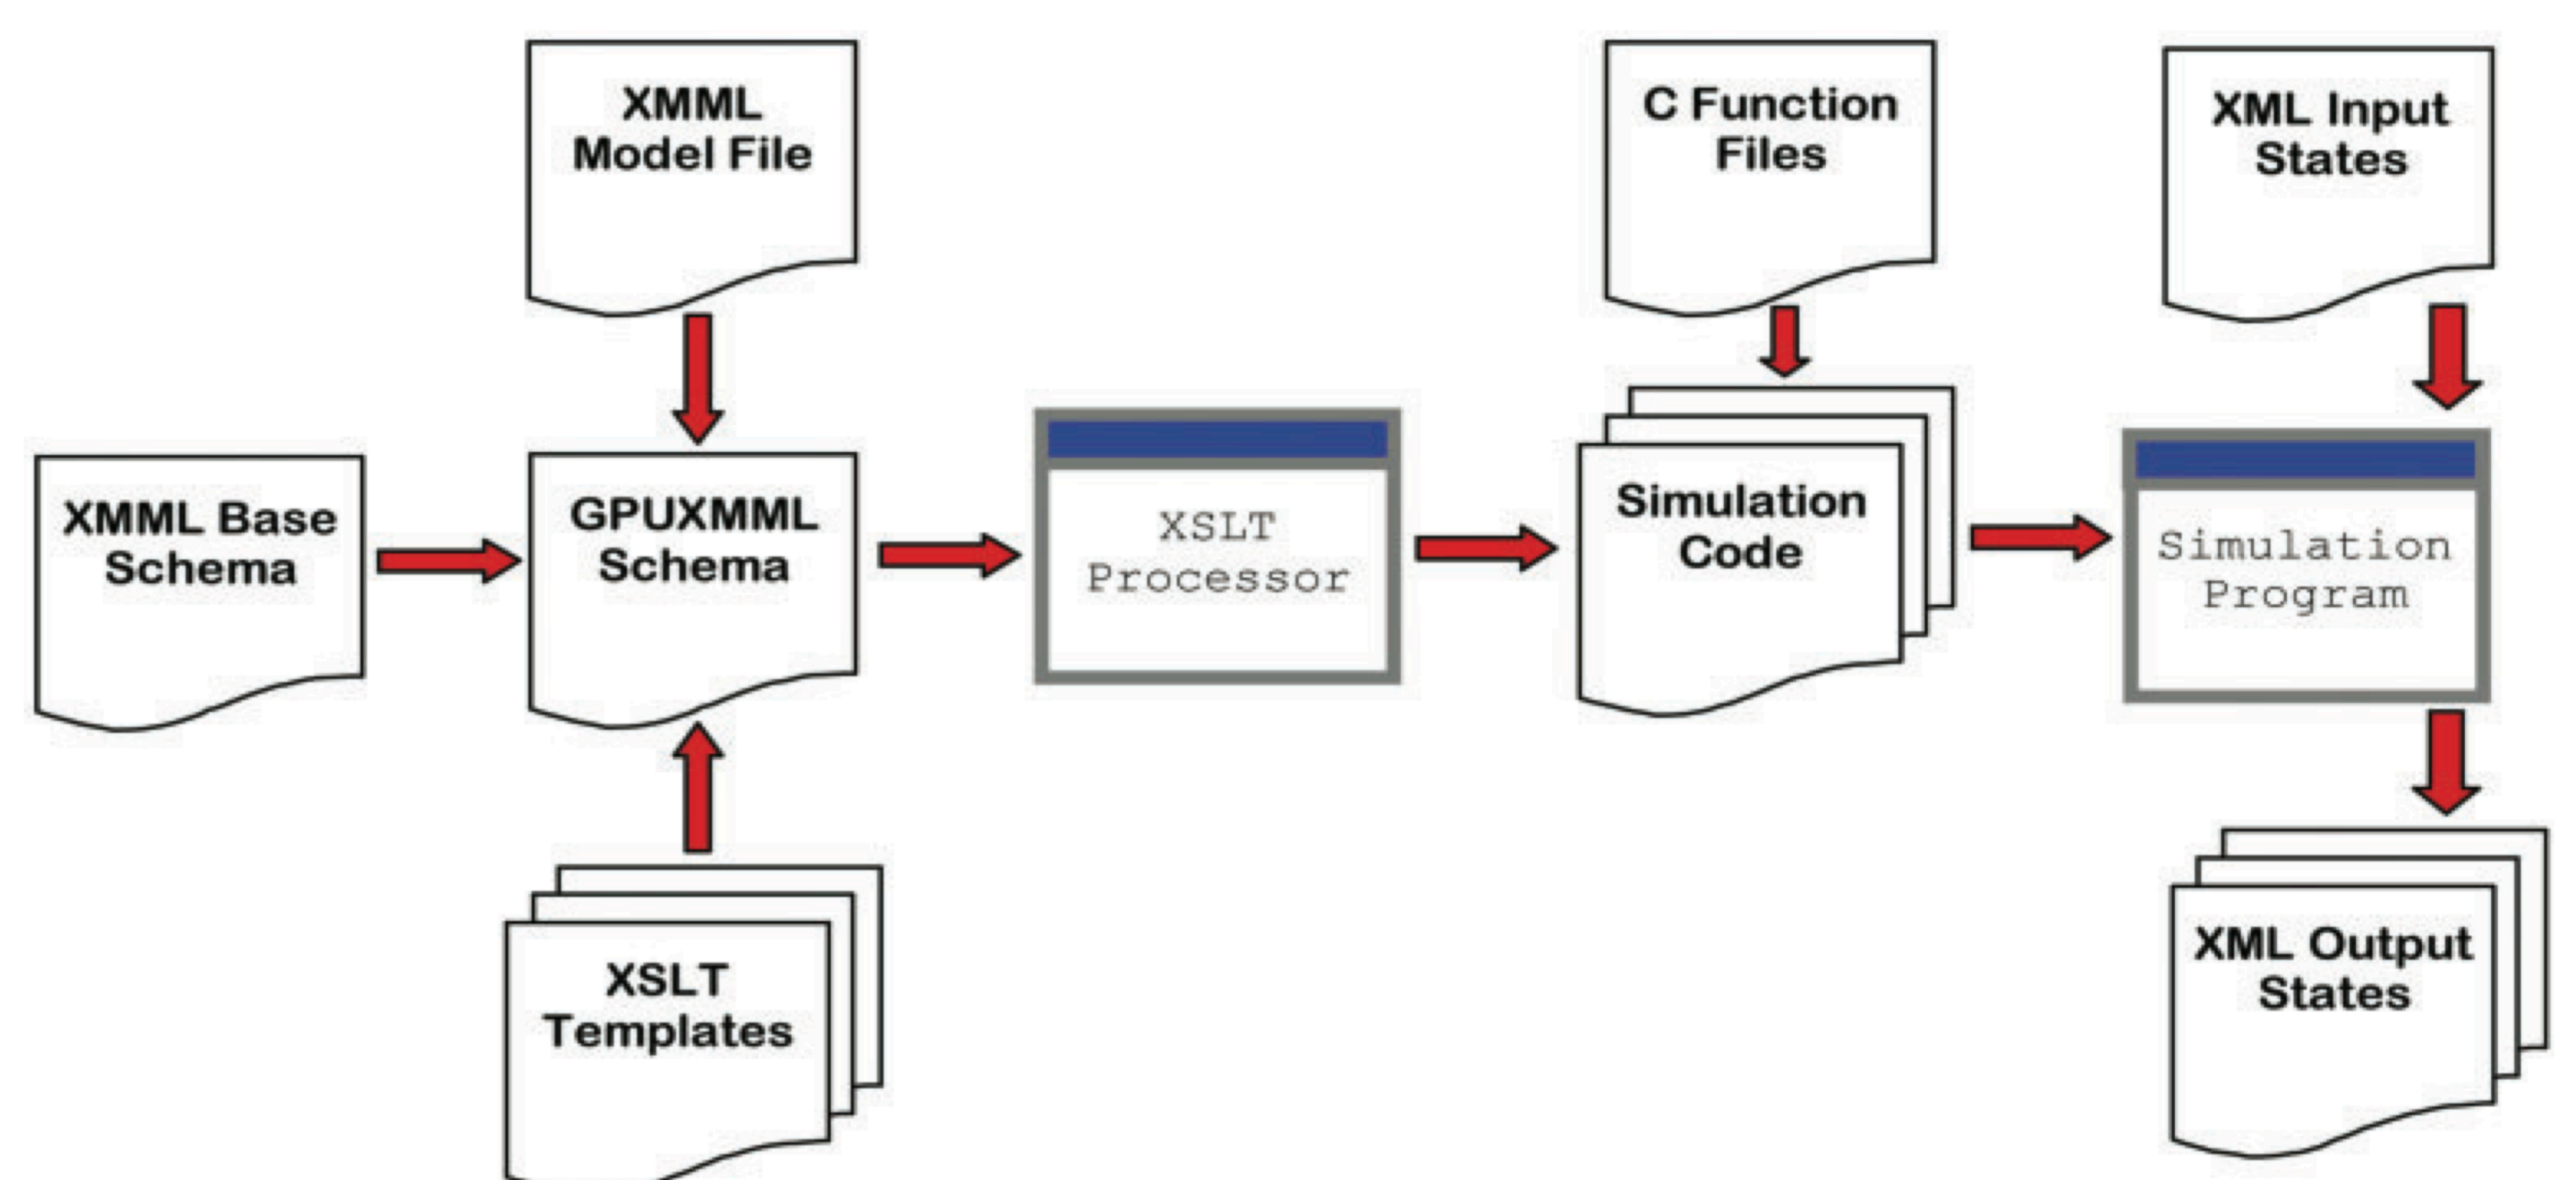 XMML
Model File
C Function
Files
XML Input
States
XMML Base
Schema
GPUXMML
Schema
XSLT
Processor
Simulation
Code
Simulation
Program
XSLT
Templates
XML Output
States